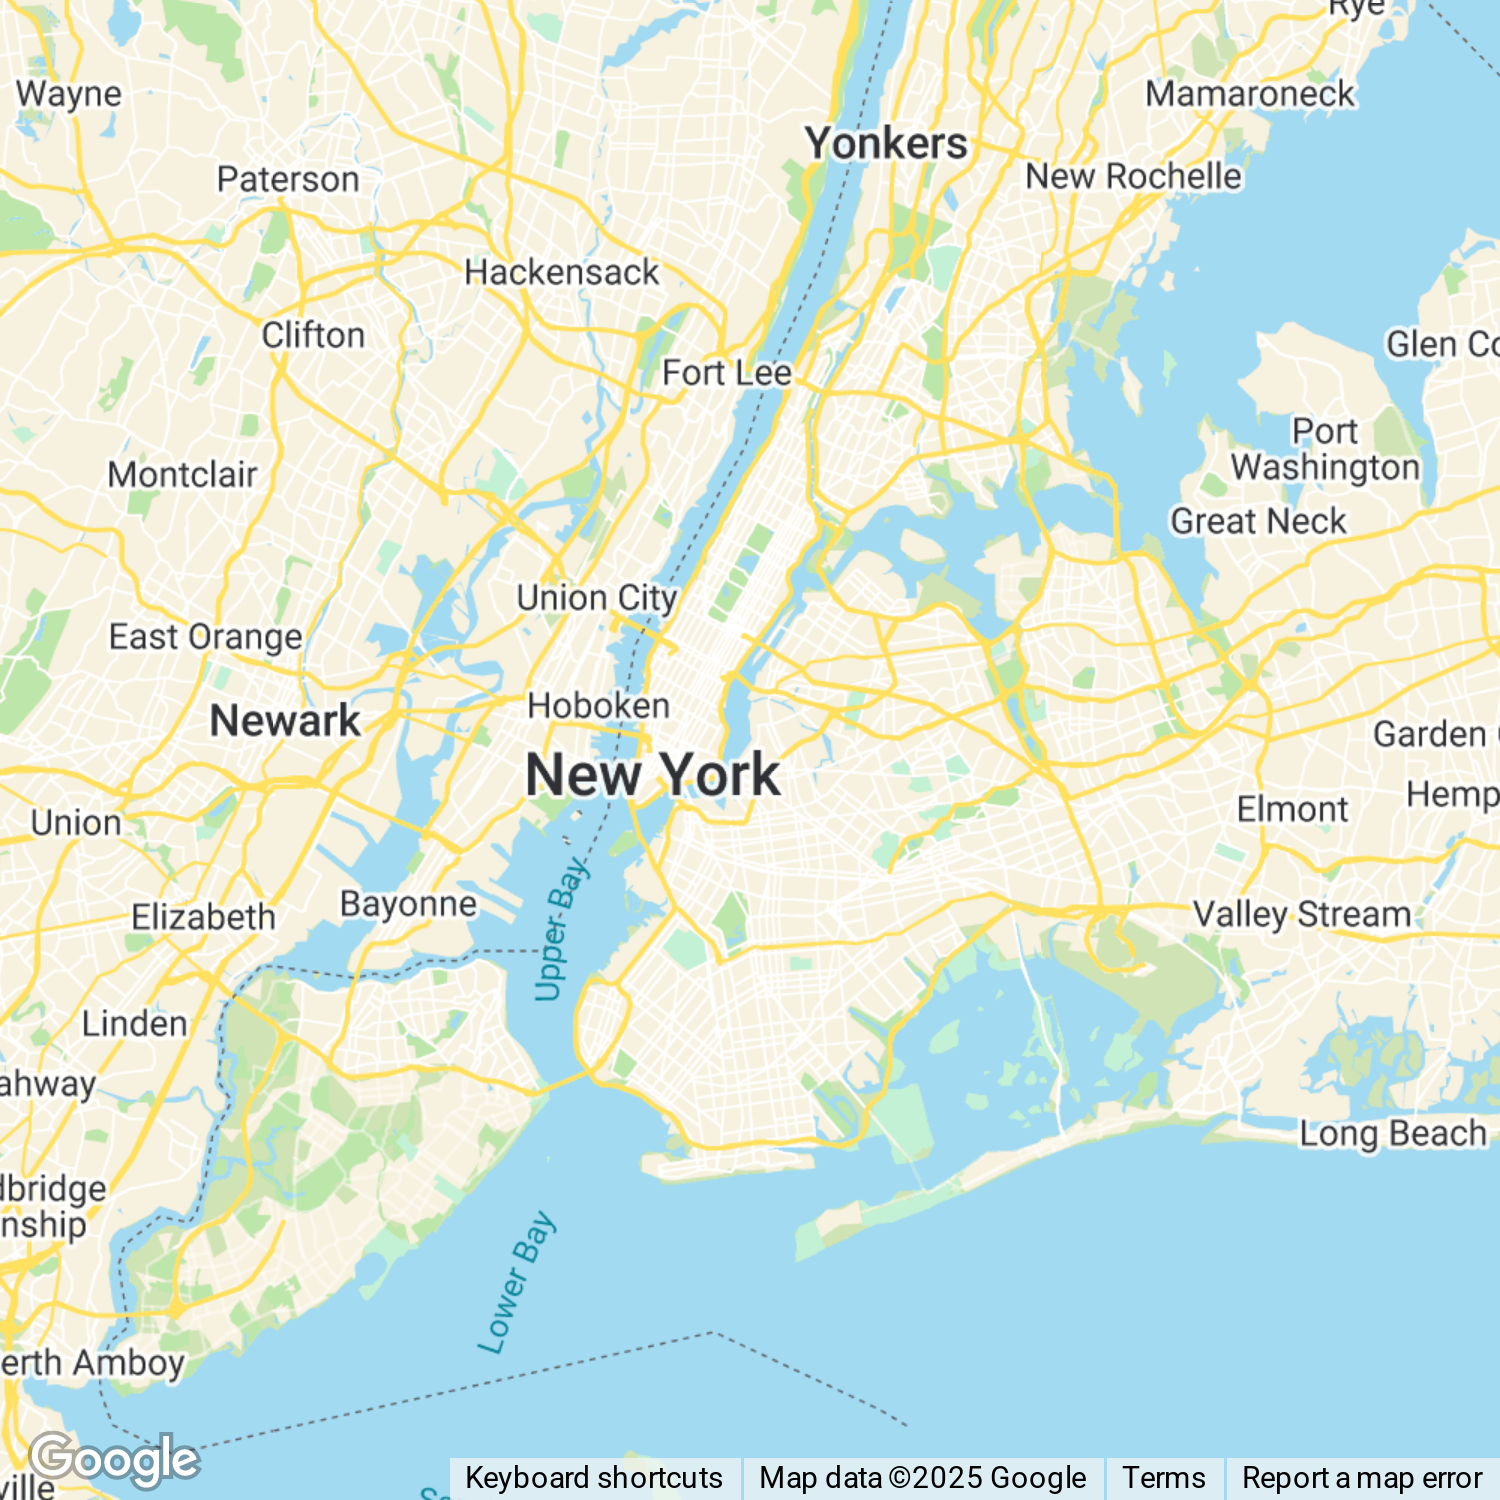 Rye
Wayne
Mamaroneck
Yonkers
New Rochelle
Paterson
Hackensack
Clifton
Glen Co
Fort Lee
Port
Washington
Montclair
Great Neck
Union City
East Orange
Hoboken
Newark
Garden
New York
Hemp
Elmont
Union
Bayonne
Elizabeth
Valley Stream
Upper Bay
Linden
ahway
Long Beach
dbridge
nship
Lower Bay
erth Amboy
Google
ville
Keyboard shortcuts
Map data ©2025 Google
Terms
Report a map error